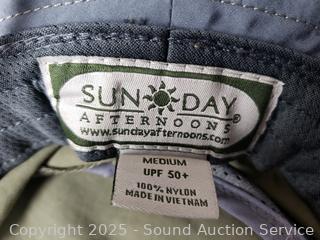 SUN DAY
AFTERNOONS®
www.sundayafternoons.com
MEDIUM
UPF 50+
100% NYLON
MADE IN VIETNAM
Copyright © 2025 - Sound Auction Service